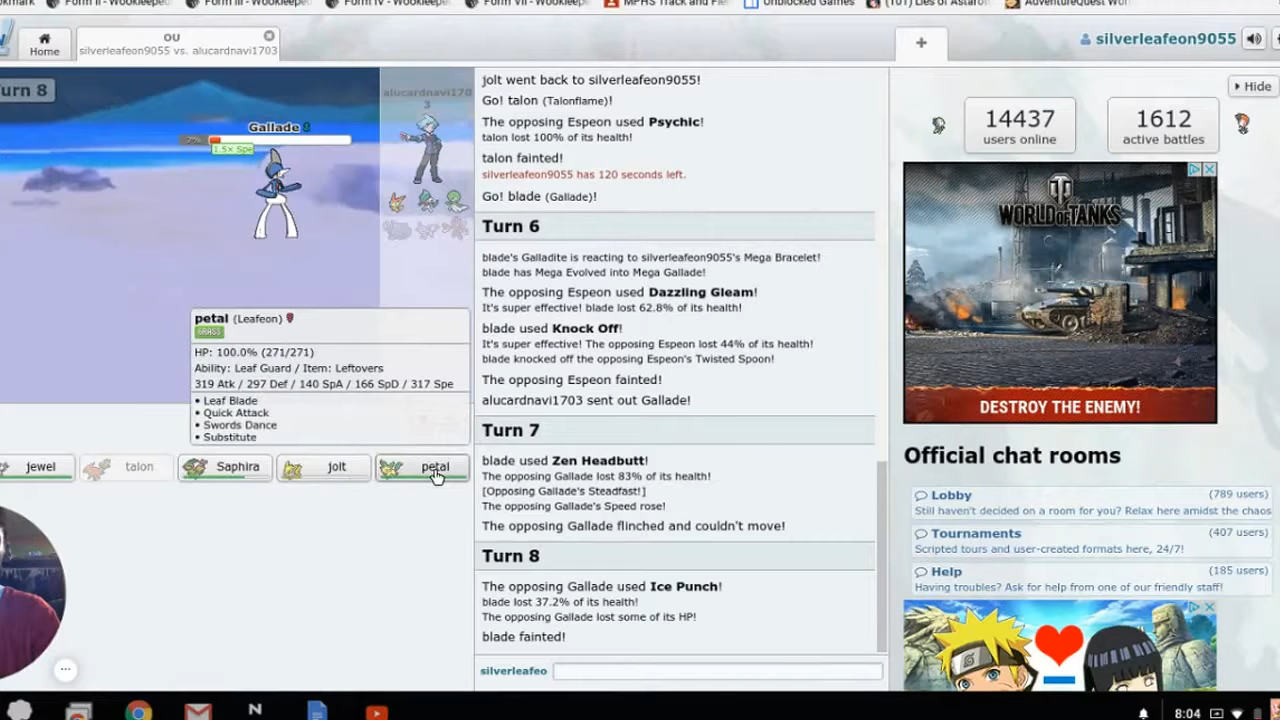 Form II - Wookieepe
Form III - Wookieepe
Form IV - Wookieepe
Form VII - Wookieepe
MPHS Track and Fie
Unblocked Games
(101) Lies of Astaro
AdventureQuest Wo
Home
OU
silverleafeon9055 vs. alucardnavi1703
+
silverleafeon9055
urn 8
Gallade
1.5× Spe
alucardnavi170
3
petal (Leafeon)
GRASS
HP: 100.0% (271/271)
Ability: Leaf Guard / Item: Leftovers
319 Atk / 297 Def / 140 SpA / 166 SpD / 317 Spe
• Leaf Blade
• Quick Attack
• Swords Dance
• Substitute
jewel
talon
Saphira
jolt
petal
...
jolt went back to silverleafeon9055!
Go! talon (Talonflame)!
The opposing Espeon used Psychic!
talon lost 100% of its health!
talon fainted!
silverleafeon9055 has 120 seconds left.
Go! blade (Gallade)!
Turn 6
blade's Galladite is reacting to silverleafeon9055's Mega Bracelet!
blade has Mega Evolved into Mega Gallade!
The opposing Espeon used Dazzling Gleam!
It's super effective! blade lost 62.8% of its health!
blade used Knock Off!
It's super effective! The opposing Espeon lost 44% of its health!
blade knocked off the opposing Espeon's Twisted Spoon!
The opposing Espeon fainted!
alucardnavi1703 sent out Gallade!
Turn 7
blade used Zen Headbutt!
The opposing Gallade lost 83% of its health!
[Opposing Gallade's Steadfast!]
The opposing Gallade's Speed rose!
The opposing Gallade flinched and couldn't move!
Turn 8
The opposing Gallade used Ice Punch!
blade lost 37.2% of its health!
The opposing Gallade lost some of its HP!
blade fainted!
silverleafeo
Hide
14437
users online
1612
active battles
WORLD OF TANKS
DESTROY THE ENEMY!
Official chat rooms
Lobby
(789 users)
Still haven't decided on a room for you? Relax here amidst the chaos
Tournaments
(407 users)
Scripted tours and user-created formats here, 24/7!
Help
(185 users)
Having troubles? Ask for help from one of our friendly staff!
N
8:04